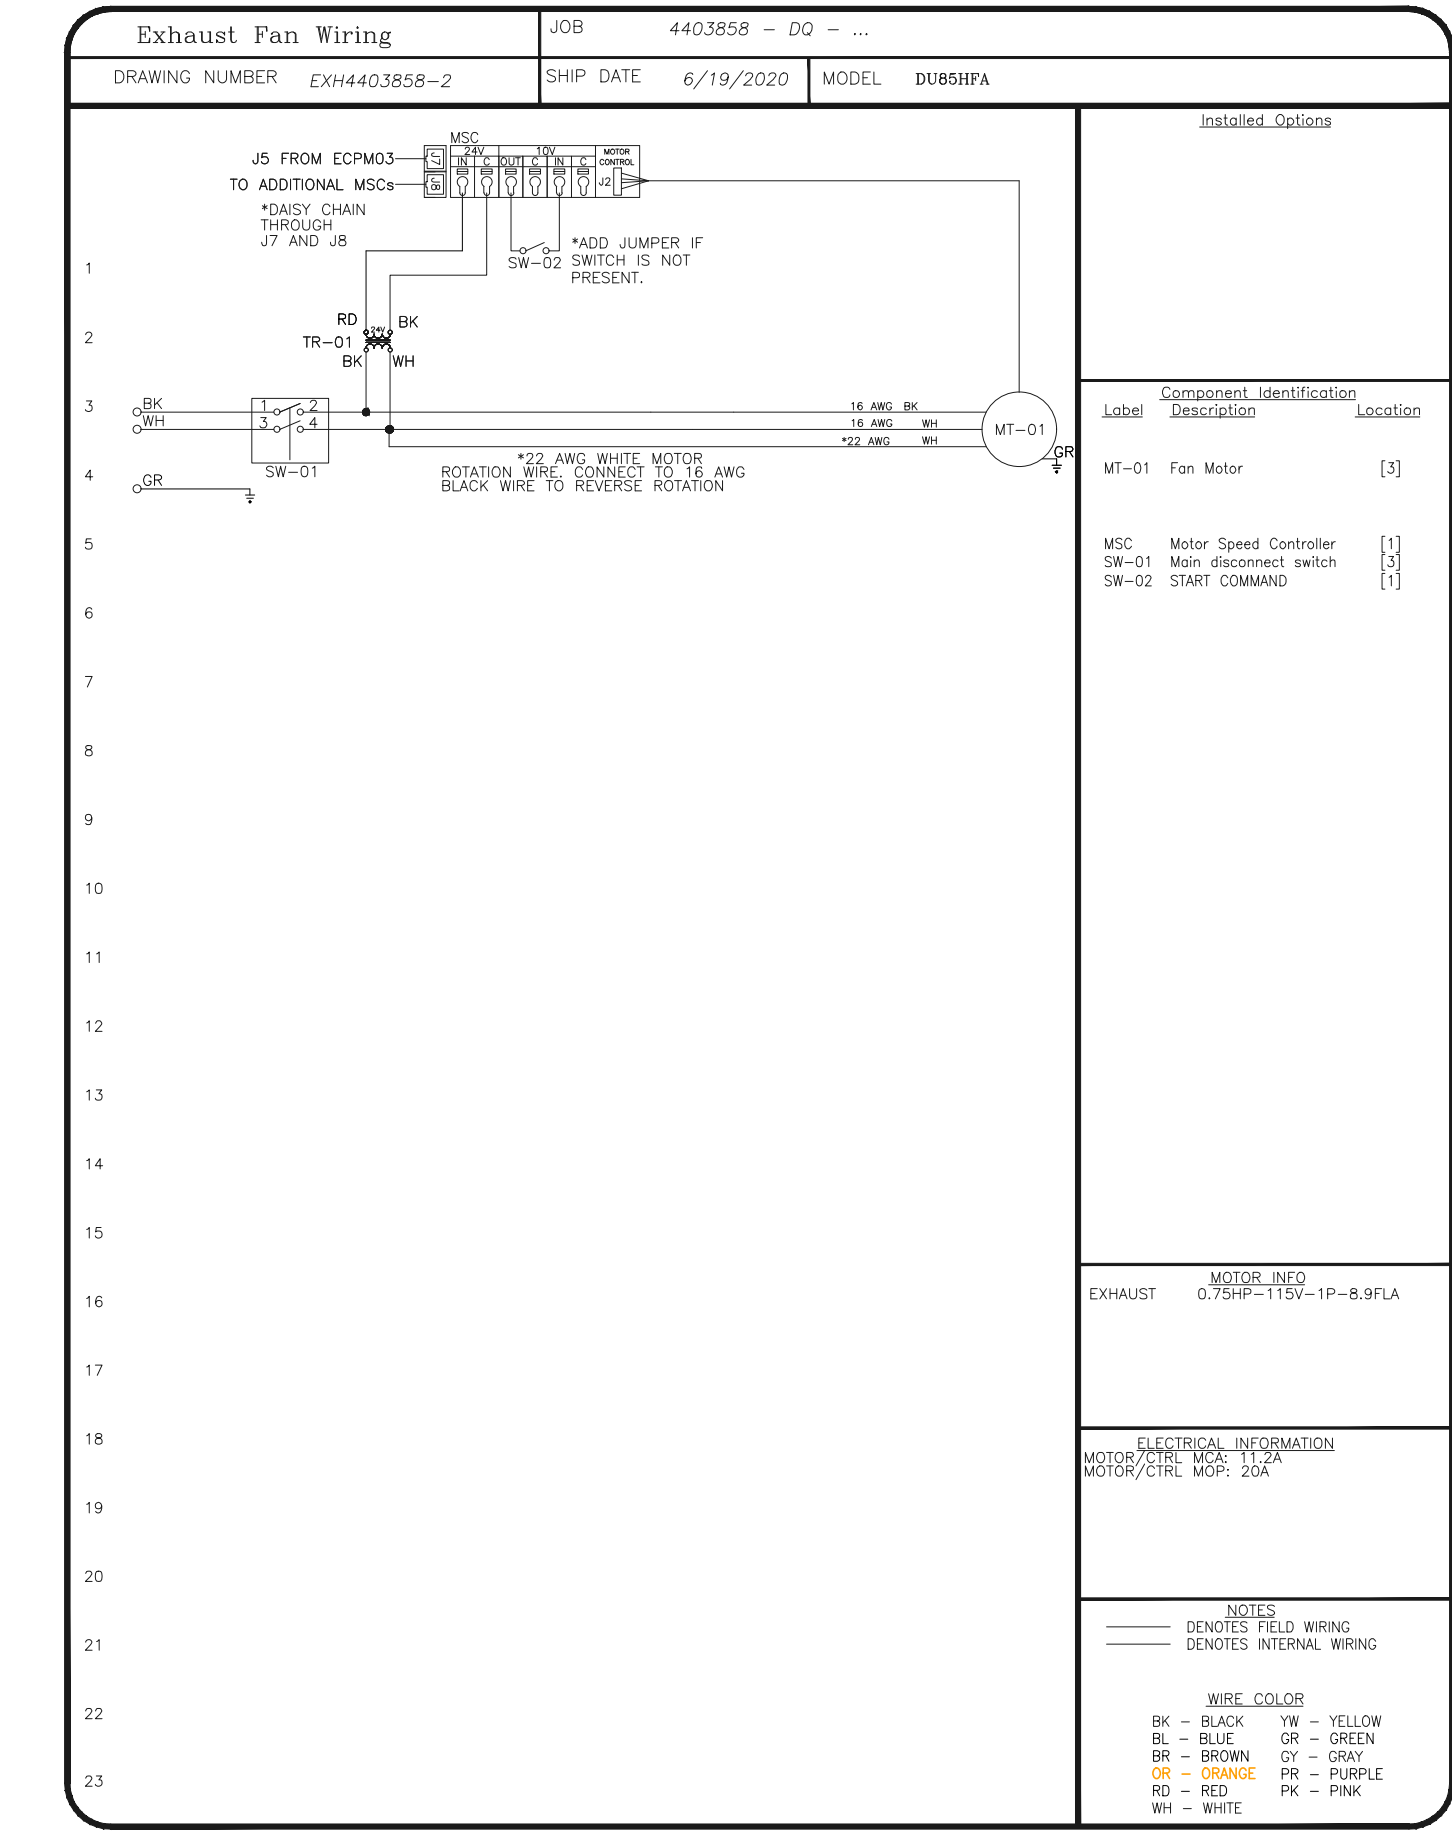 Exhaust Fan Wiring
JOB 4403858 - DQ - ...
DRAWING NUMBER EXH4403858-2
SHIP DATE 6/19/2020
MODEL DU85HFA
MSC
24V 10V MOTOR CONTROL
IN C OUT C IN C
J7
J8
J2
J5 FROM ECPM03
TO ADDITIONAL MSCs
*DAISY CHAIN
THROUGH
J7 AND J8
SW-02
*ADD JUMPER IF
SWITCH IS NOT
PRESENT.
RD BK
24V
TR-01
BK WH
BK
WH
1 2
3 4
SW-01
GR
16 AWG BK
16 AWG WH
*22 AWG WH
MT-01
GR
*22 AWG WHITE MOTOR
ROTATION WIRE. CONNECT TO 16 AWG
BLACK WIRE TO REVERSE ROTATION
1
2
3
4
5
6
7
8
9
10
11
12
13
14
15
16
17
18
19
20
21
22
23
Installed Options
Component Identification
Label Description Location
MT-01 Fan Motor [3]
MSC Motor Speed Controller [1]
SW-01 Main disconnect switch [3]
SW-02 START COMMAND [1]
MOTOR INFO
EXHAUST 0.75HP-115V-1P-8.9FLA
ELECTRICAL INFORMATION
MOTOR/CTRL MCA: 11.2A
MOTOR/CTRL MOP: 20A
NOTES
DENOTES FIELD WIRING
DENOTES INTERNAL WIRING
WIRE COLOR
BK - BLACK YW - YELLOW
BL - BLUE GR - GREEN
BR - BROWN GY - GRAY
OR - ORANGE PR - PURPLE
RD - RED PK - PINK
WH - WHITE